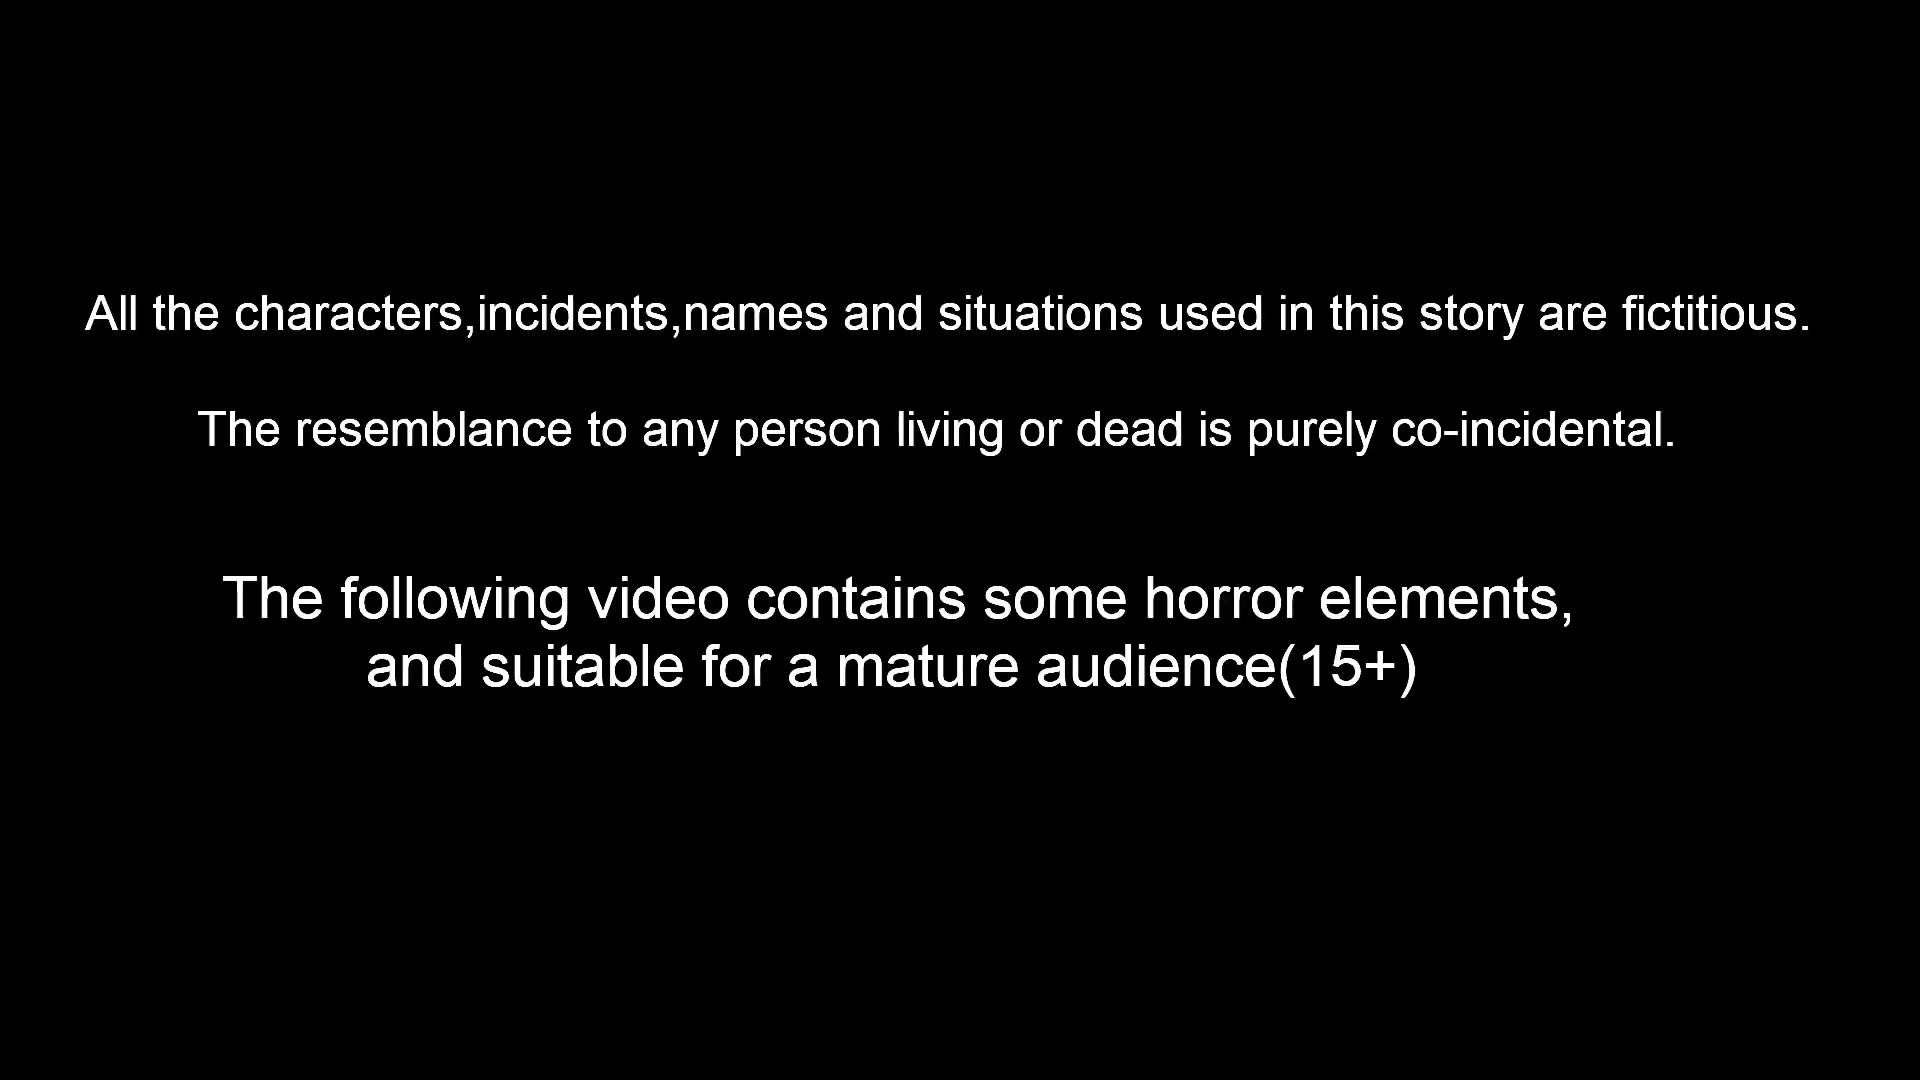 All the characters,incidents,names and situations used in this story are fictitious.
The resemblance to any person living or dead is purely co-incidental.
The following video contains some horror elements,
and suitable for a mature audience(15+)